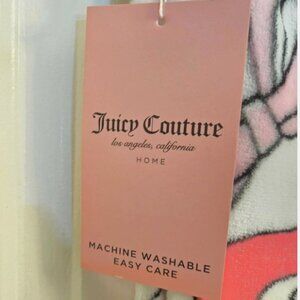 Juicy Couture
los angeles, california
HOME
MACHINE WASHABLE
EASY CARE